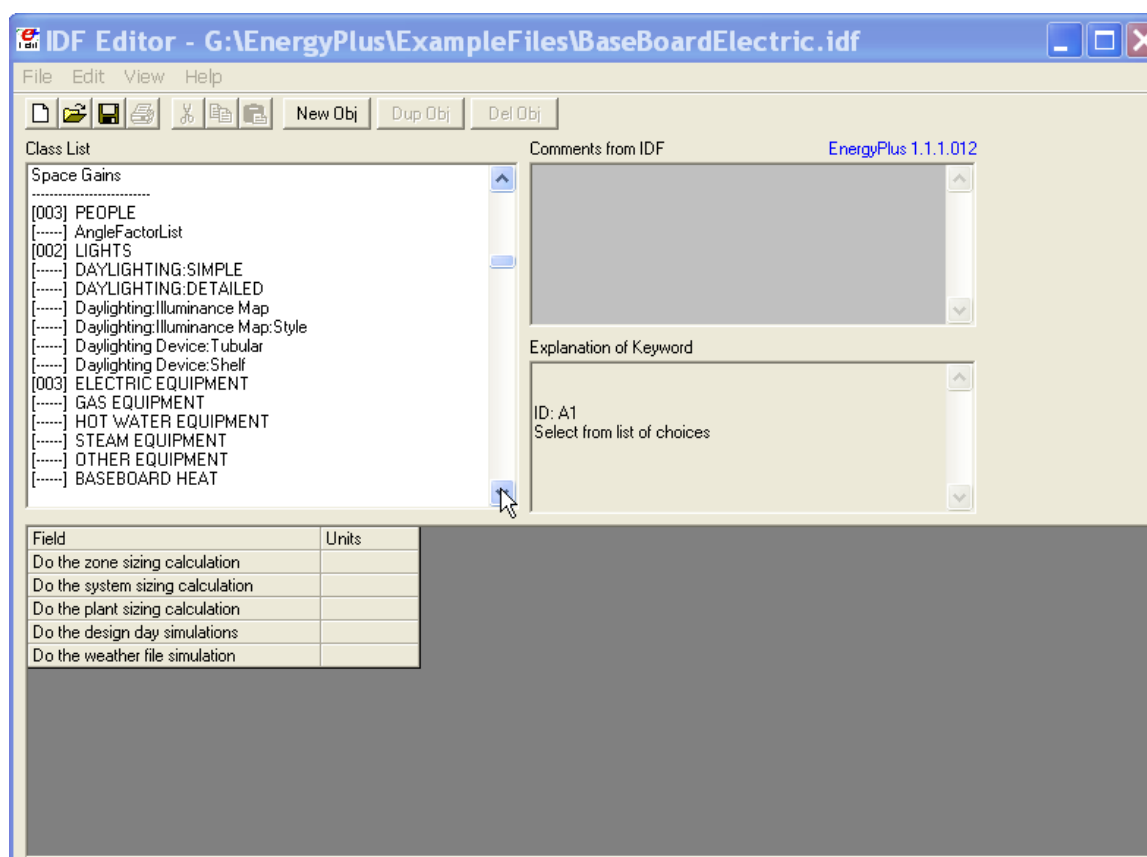 IDF Editor - G:\EnergyPlus\ExampleFiles\BaseBoardElectric.idf
File Edit View Help
New Obj Dup Obj Del Obj
Class List
Space Gains
---------------------------
[003] PEOPLE
[------] AngleFactorList
[002] LIGHTS
[------] DAYLIGHTING:SIMPLE
[------] DAYLIGHTING:DETAILED
[------] Daylighting:Illuminance Map
[------] Daylighting:Illuminance Map:Style
[------] Daylighting Device:Tubular
[------] Daylighting Device:Shelf
[003] ELECTRIC EQUIPMENT
[------] GAS EQUIPMENT
[------] HOT WATER EQUIPMENT
[------] STEAM EQUIPMENT
[------] OTHER EQUIPMENT
[------] BASEBOARD HEAT
Comments from IDF EnergyPlus 1.1.1.012
Explanation of Keyword
ID: A1
Select from list of choices
Field Units
Do the zone sizing calculation
Do the system sizing calculation
Do the plant sizing calculation
Do the design day simulations
Do the weather file simulation